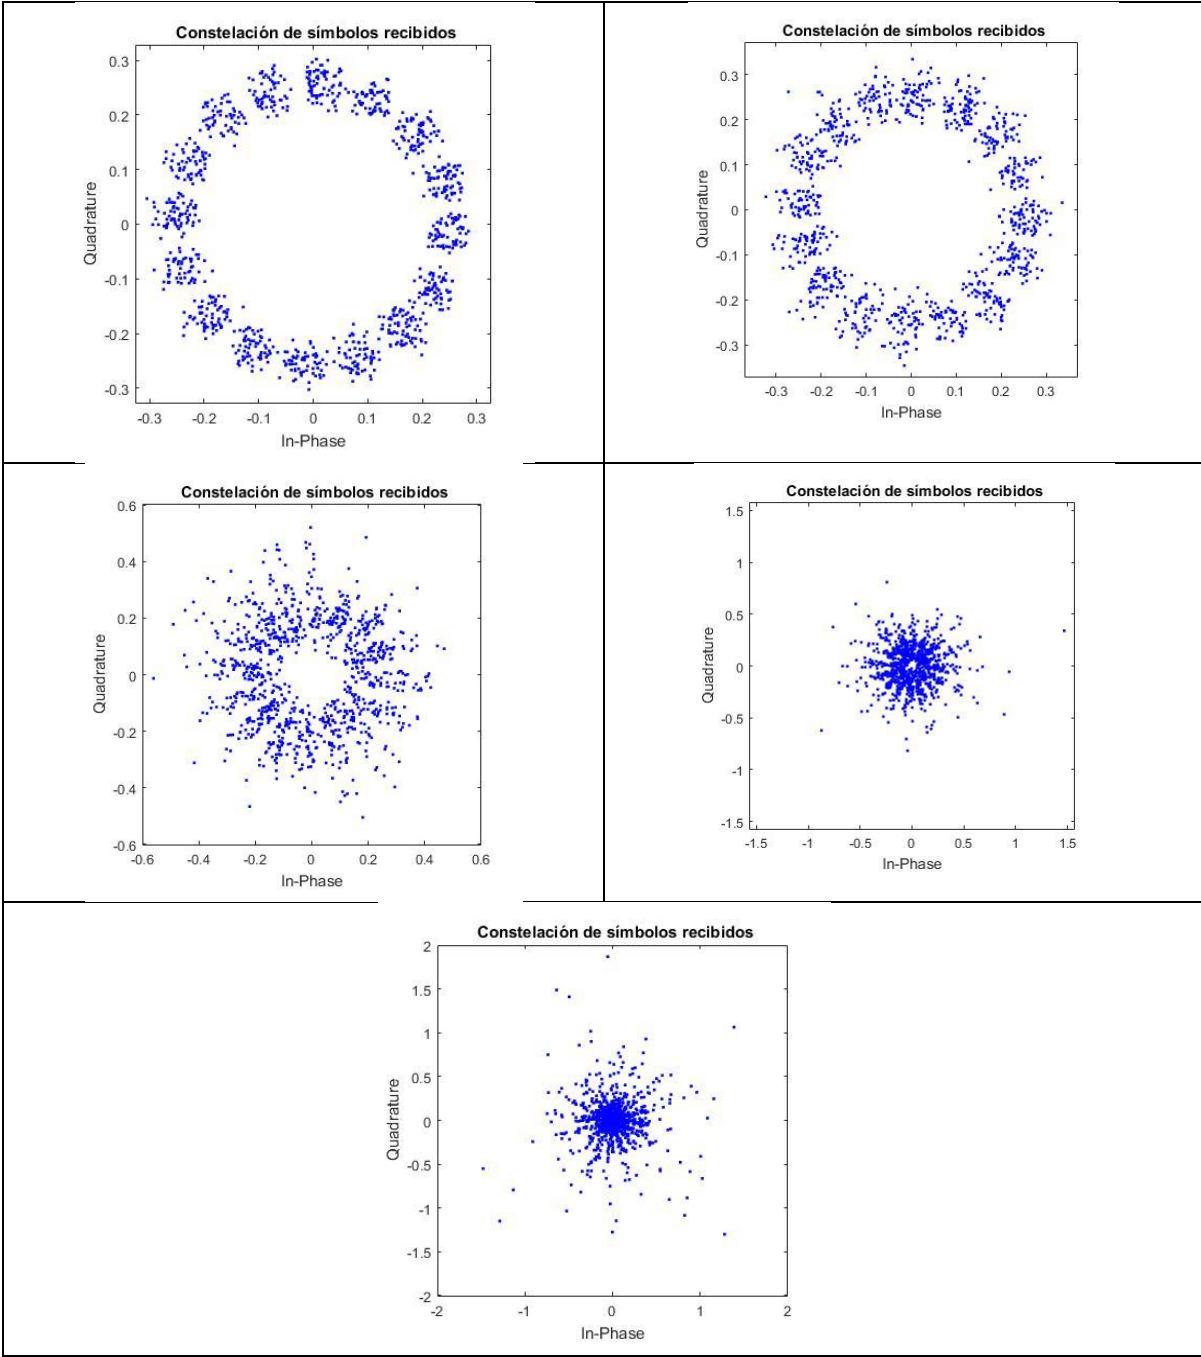 Constelación de símbolos recibidos
0.3
0.2
0.1
0
-0.1
-0.2
-0.3
Quadrature
-0.3 -0.2 -0.1 0 0.1 0.2 0.3
In-Phase
Constelación de símbolos recibidos
0.3
0.2
0.1
0
-0.1
-0.2
-0.3
Quadrature
-0.3 -0.2 -0.1 0 0.1 0.2 0.3
In-Phase
Constelación de símbolos recibidos
0.6
0.4
0.2
0
-0.2
-0.4
-0.6
Quadrature
-0.6 -0.4 -0.2 0 0.2 0.4 0.6
In-Phase
Constelación de símbolos recibidos
1.5
1
0.5
0
-0.5
-1
-1.5
Quadrature
-1.5 -1 -0.5 0 0.5 1 1.5
In-Phase
Constelación de símbolos recibidos
2
1.5
1
0.5
0
-0.5
-1
-1.5
-2
Quadrature
-2 -1 0 1 2
In-Phase